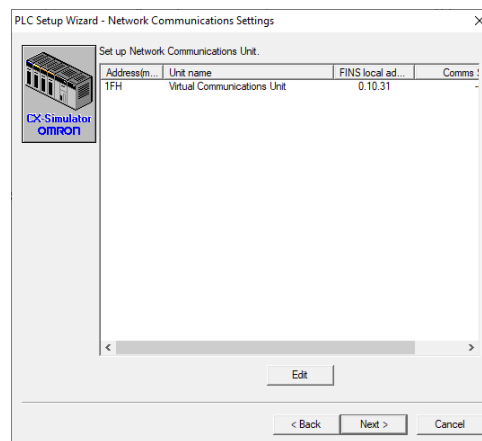 PLC Setup Wizard - Network Communications Settings
Set up Network Communications Unit.
Address(m... Unit name FINS local ad... Comms
1FH Virtual Communications Unit 0.10.31 -
CX-Simulator
OMRON
Edit
< Back Next > Cancel